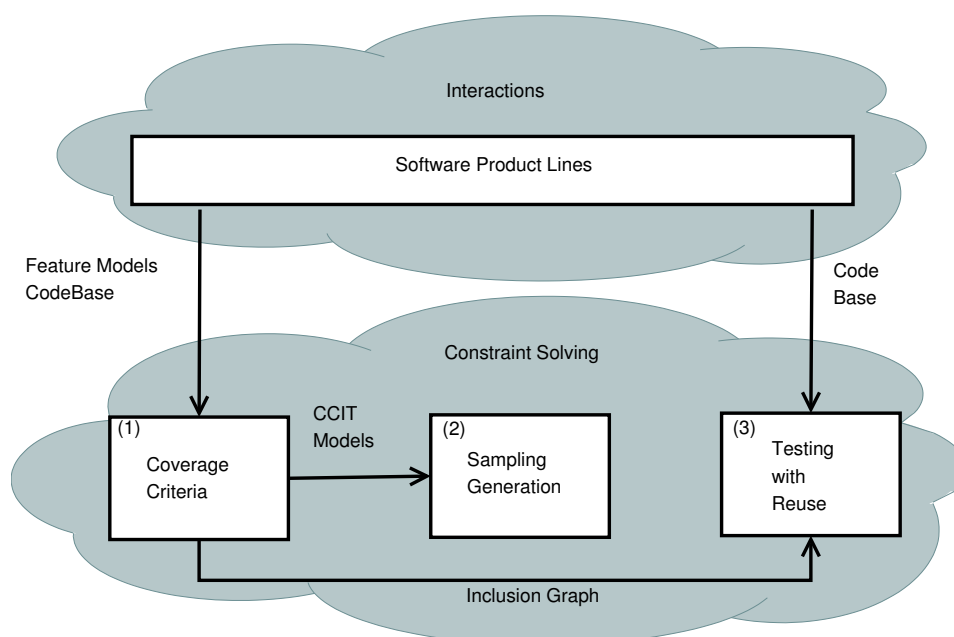 Interactions
Software Product Lines
Feature Models
CodeBase
Code
Base
Constraint Solving
(1)
Coverage
Criteria
CCIT
Models
(2)
Sampling
Generation
(3)
Testing
with
Reuse
Inclusion Graph